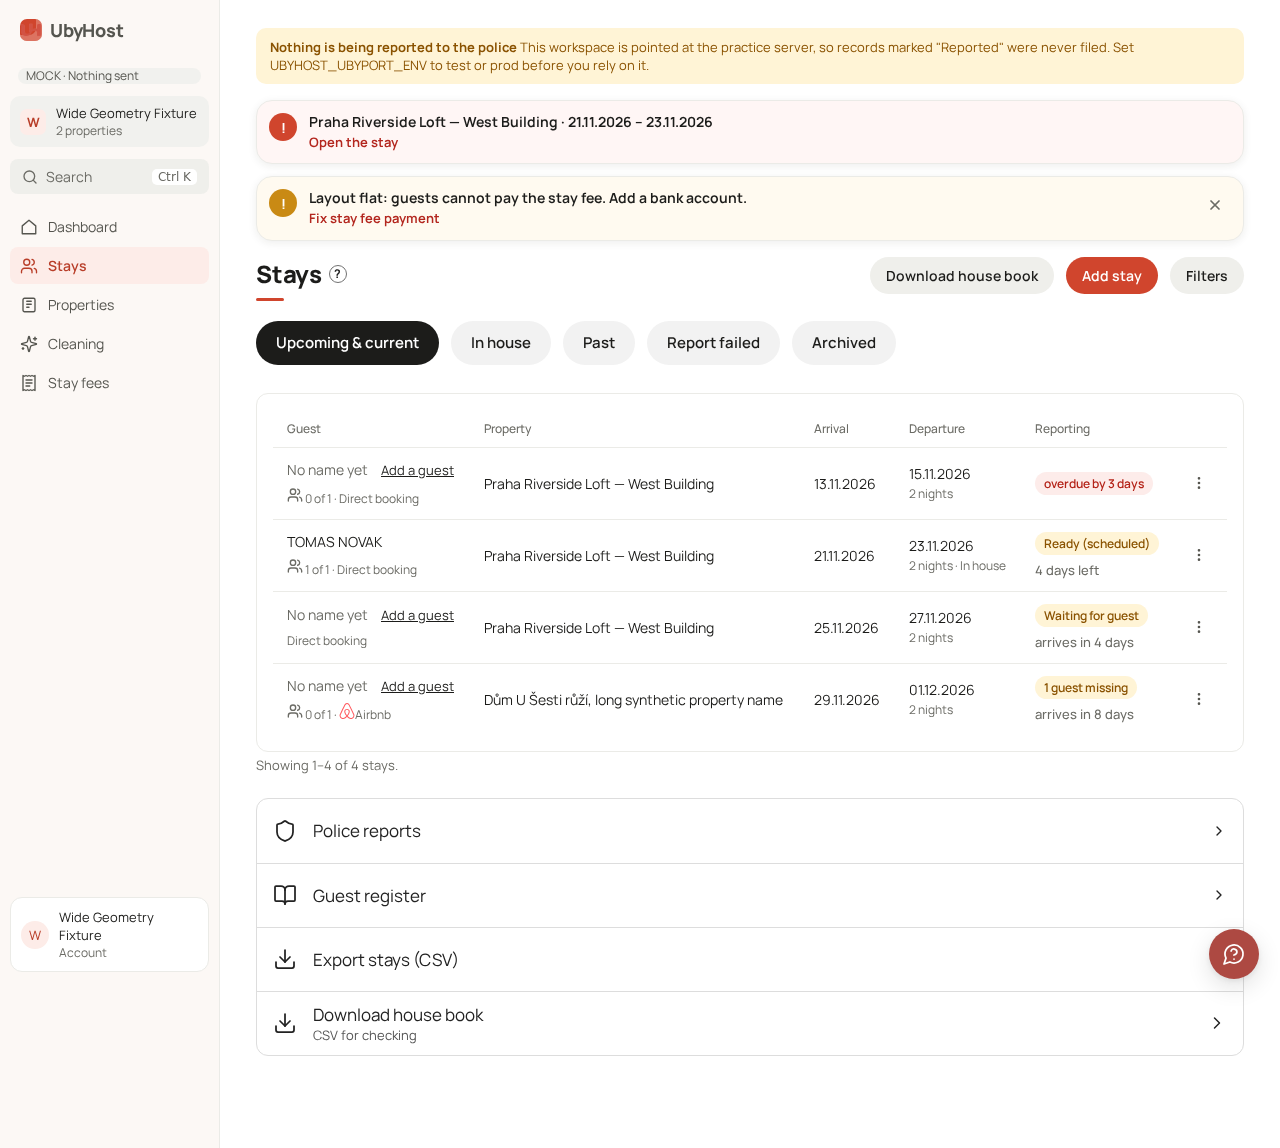 UbyHost
MOCK · Nothing sent
W
Wide Geometry Fixture
2 properties
Search
Ctrl K
Dashboard
Stays
Properties
Cleaning
Stay fees
W
Wide Geometry
Fixture
Account
Nothing is being reported to the police This workspace is pointed at the practice server, so records marked "Reported" were never filed. Set
UBYHOST_UBYPORT_ENV to test or prod before you rely on it.
!
Praha Riverside Loft — West Building · 21.11.2026 – 23.11.2026
Open the stay
!
Layout flat: guests cannot pay the stay fee. Add a bank account.
Fix stay fee payment
Stays ?
Download house book
Add stay
Filters
Upcoming & current
In house
Past
Report failed
Archived
Guest Property Arrival Departure Reporting
No name yet Add a guest
0 of 1 · Direct booking
Praha Riverside Loft — West Building
13.11.2026
15.11.2026
2 nights
overdue by 3 days
TOMAS NOVAK
1 of 1 · Direct booking
Praha Riverside Loft — West Building
21.11.2026
23.11.2026
2 nights · In house
Ready (scheduled)
4 days left
No name yet Add a guest
Direct booking
Praha Riverside Loft — West Building
25.11.2026
27.11.2026
2 nights
Waiting for guest
arrives in 4 days
No name yet Add a guest
0 of 1 · Airbnb
Dům U Šesti růží, long synthetic property name
29.11.2026
01.12.2026
2 nights
1 guest missing
arrives in 8 days
Showing 1–4 of 4 stays.
Police reports
Guest register
Export stays (CSV)
Download house book
CSV for checking